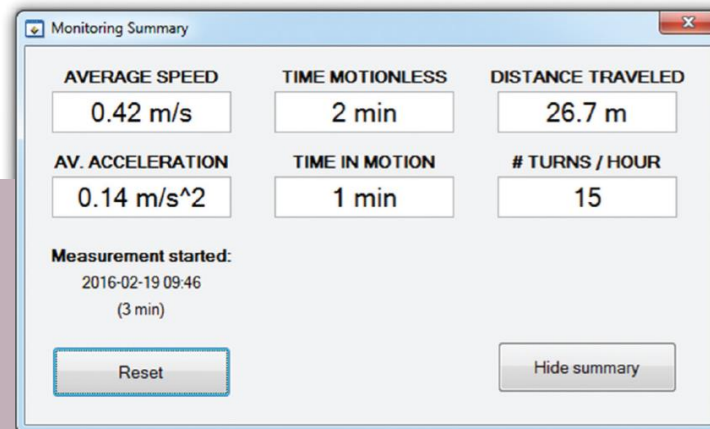 Monitoring Summary
AVERAGE SPEED
0.42 m/s
TIME MOTIONLESS
2 min
DISTANCE TRAVELED
26.7 m
AV. ACCELERATION
0.14 m/s^2
TIME IN MOTION
1 min
# TURNS / HOUR
15
Measurement started:
2016-02-19 09:46
(3 min)
Reset
Hide summary